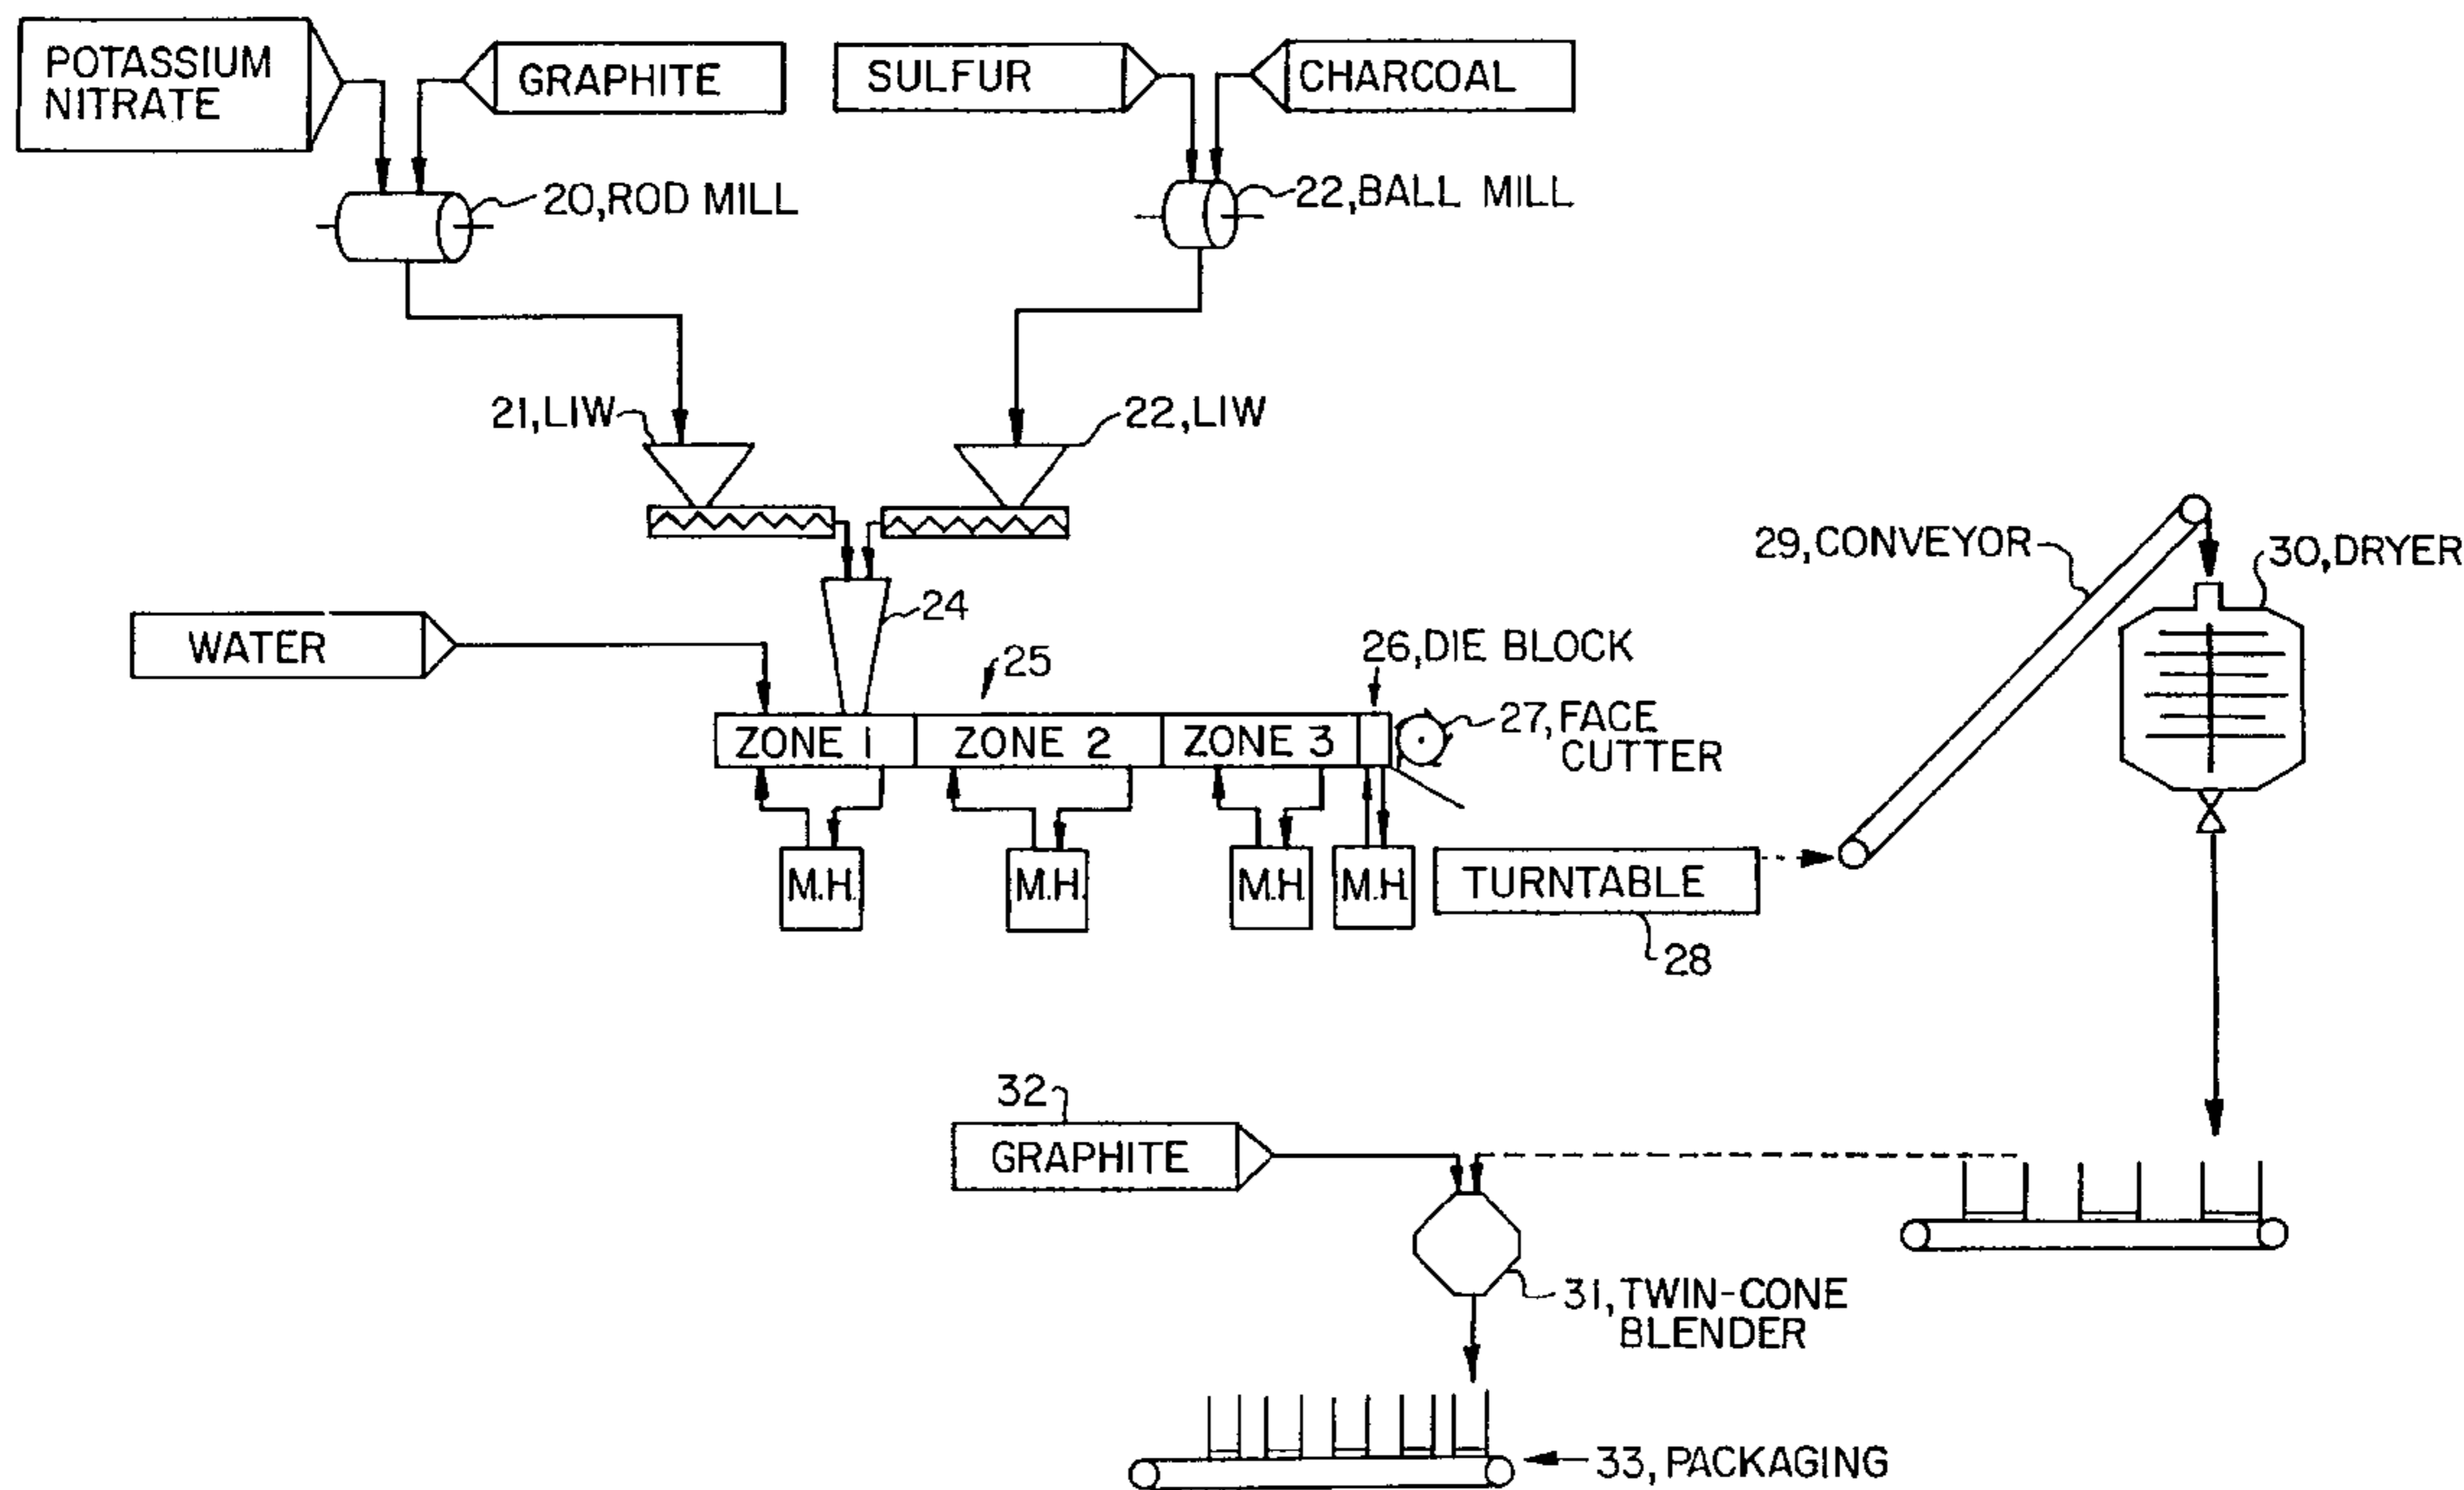 POTASSIUM
NITRATE
GRAPHITE
SULFUR
CHARCOAL
20, ROD MILL
22, BALL MILL
21, LIW
22, LIW
29, CONVEYOR
30, DRYER
24
WATER
25
26, DIE BLOCK
27, FACE
CUTTER
ZONE 1
ZONE 2
ZONE 3
M.H.
M.H.
M.H
M.H
TURNTABLE
28
32
GRAPHITE
31, TWIN-CONE
BLENDER
33, PACKAGING